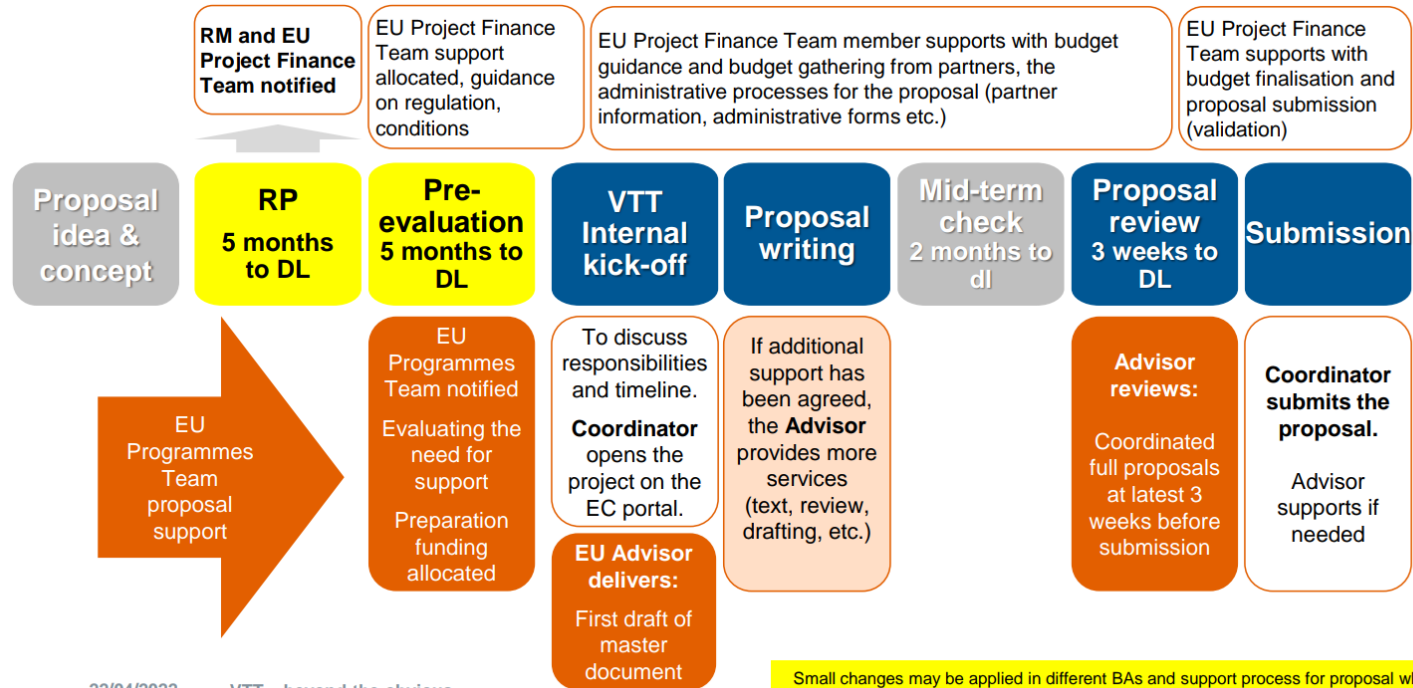 RM and EU
Project Finance
Team notified
EU Project Finance
Team support
allocated, guidance
on regulation,
conditions
EU Project Finance Team member supports with budget
guidance and budget gathering from partners, the
administrative processes for the proposal (partner
information, administrative forms etc.)
EU Project Finance
Team supports with
budget finalisation and
proposal submission
(validation)
Proposal
idea &
concept
RP
5 months
to DL
Pre-
evaluation
5 months to
DL
VTT
Internal
kick-off
Proposal
writing
Mid-term
check
2 months to
dl
Proposal
review
3 weeks to
DL
Submission
EU
Programmes
Team
proposal
support
EU
Programmes
Team notified
Evaluating the
need for
support
Preparation
funding
allocated
To discuss
responsibilities
and timeline.
Coordinator
opens the
project on the
EC portal.
EU Advisor
delivers:
First draft of
master
document
If additional
support has
been agreed,
the Advisor
provides more
services
(text, review,
drafting, etc.)
Advisor
reviews:
Coordinated
full proposals
at latest 3
weeks before
submission
Coordinator
submits the
proposal.
Advisor
supports if
needed
VTT beyond the obvious
Small changes may be applied in different BAs and support process for proposal